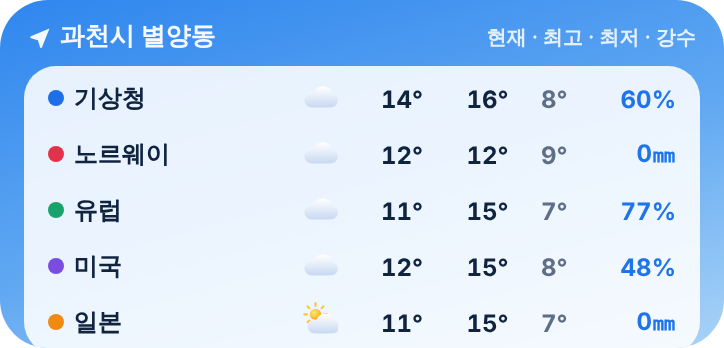 과천시 별양동 현재 · 최고 · 최저 · 강수
기상청 14° 16° 8° 60%
노르웨이 12° 12° 9° 0mm
유럽 11° 15° 7° 77%
미국 12° 15° 8° 48%
일본 11° 15° 7° 0mm